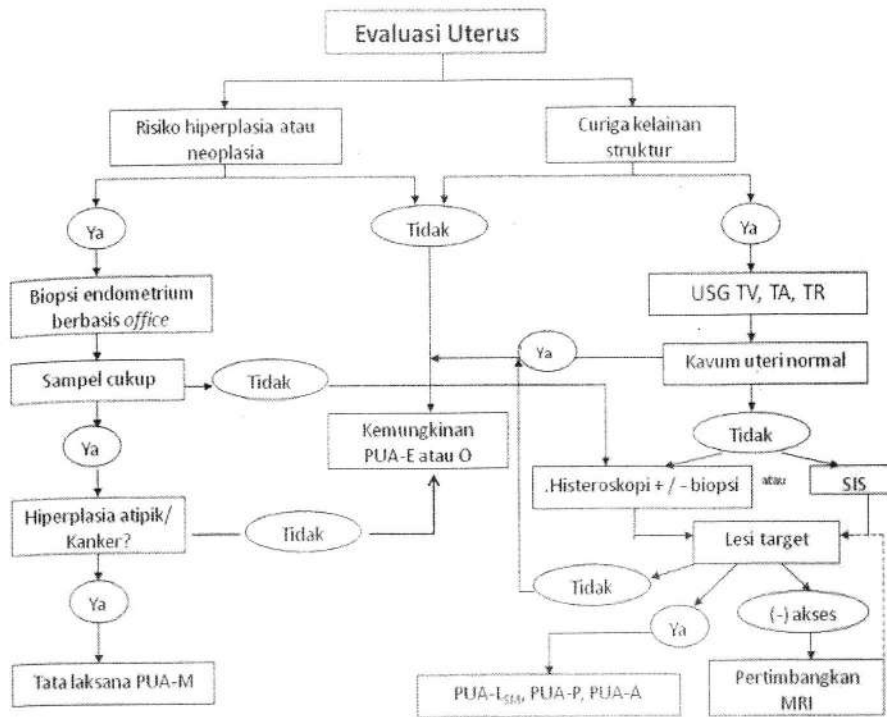 Evaluasi Uterus
Risiko hiperplasia atau
neoplasia
Curiga kelainan
struktur
Ya
Tidak
Ya
Biopsi endometrium
berbasis office
USG TV, TA, TR
Ya
Kavum uteri normal
Sampel cukup
Tidak
Ya
Kemungkinan
PUA-E atau O
Tidak
.Histeroskopi + / - biopsi
atau
SIS
Hiperplasia atipik/
Kanker?
Tidak
Lesi target
Tidak
Ya
Ya
(-) akses
Tata laksana PUA-M
PUA-LSM, PUA-P, PUA-A
Pertimbangkan
MRI